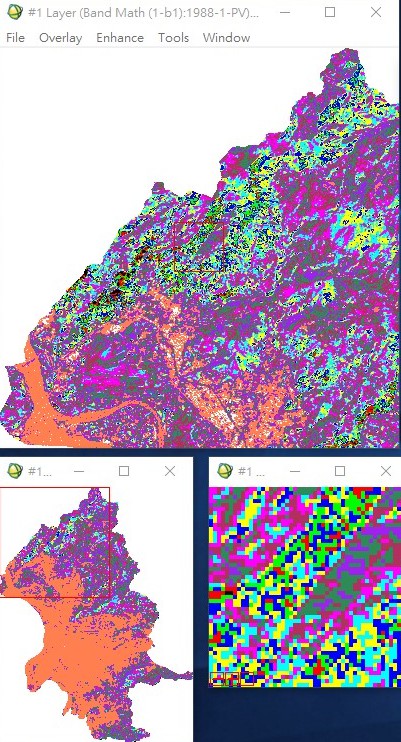 #1 Layer (Band Math (1-b1):1988-1-PV)...
File Overlay Enhance Tools Window
#1...
#1 ...